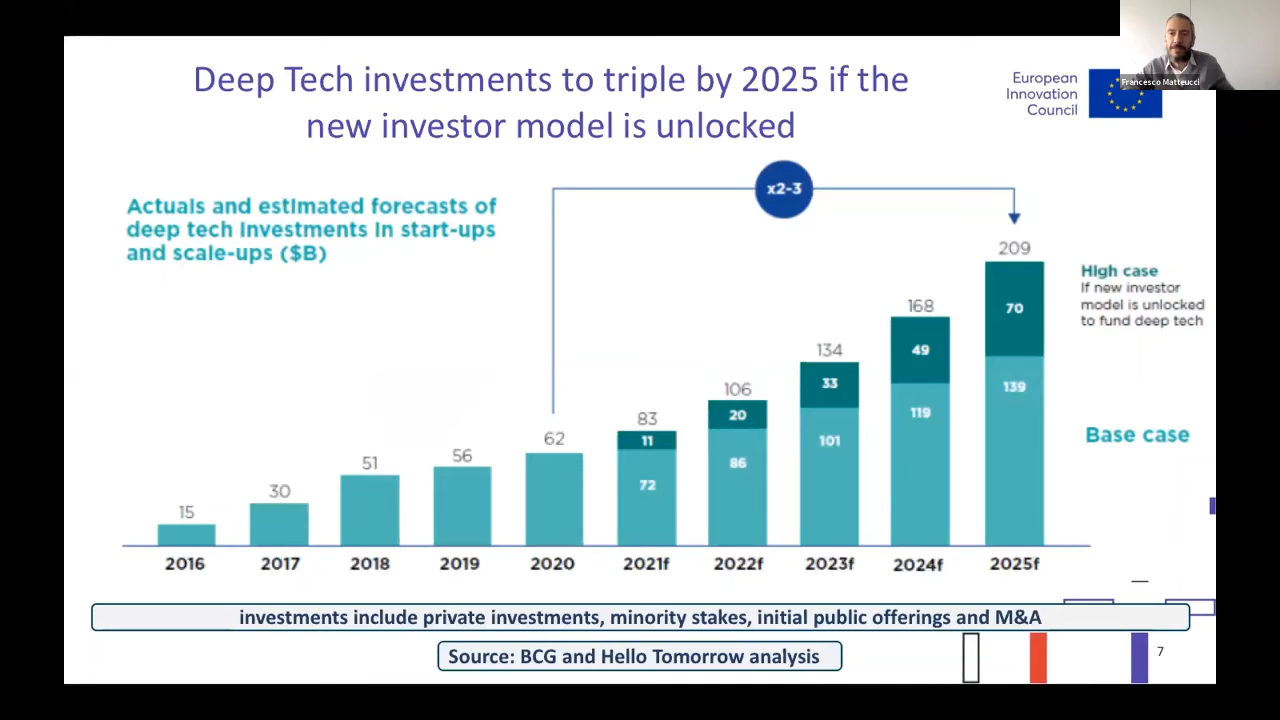 Deep Tech investments to triple by 2025 if the
new investor model is unlocked
European
Innovation
Council
Francesco Matteucci
Actuals and estimated forecasts of
deep tech investments in start-ups
and scale-ups ($B)
x2-3
209
168
134
106
83
62
56
51
30
15
70
49
33
20
11
139
119
101
86
72
High case
If new investor
model is unlocked
to fund deep tech
Base case
2016 2017 2018 2019 2020 2021f 2022f 2023f 2024f 2025f
investments include private investments, minority stakes, initial public offerings and M&A
Source: BCG and Hello Tomorrow analysis
7